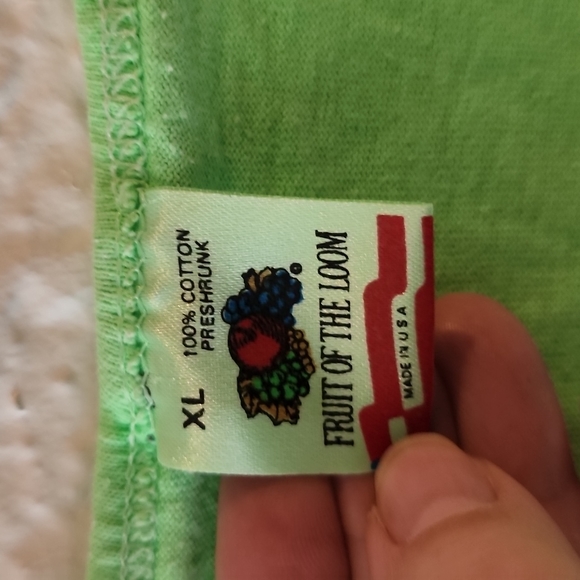 XL
100% COTTON
PRESHRUNK
®
FRUIT OF THE LOOM
MADE IN USA